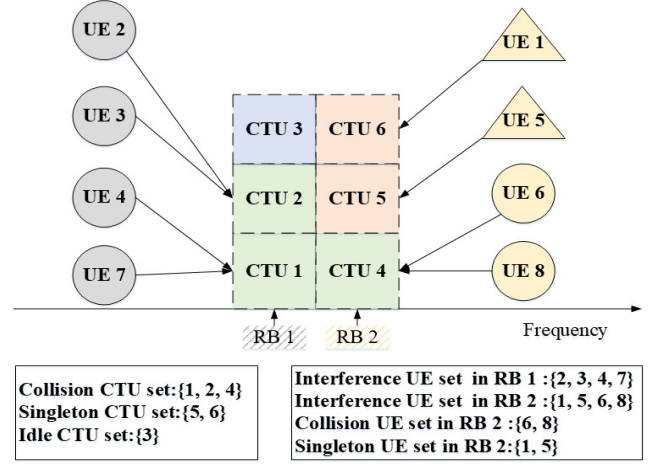 UE 2
UE 1
UE 3
CTU 3
CTU 6
UE 5
UE 4
CTU 2
CTU 5
UE 6
UE 7
CTU 1
CTU 4
UE 8
RB 1
RB 2
Frequency
Collision CTU set:{1, 2, 4}
Singleton CTU set:{5, 6}
Idle CTU set:{3}
Interference UE set in RB 1 :{2, 3, 4, 7}
Interference UE set in RB 2 :{1, 5, 6, 8}
Collision UE set in RB 2 :{6, 8}
Singleton UE set in RB 2:{1, 5}